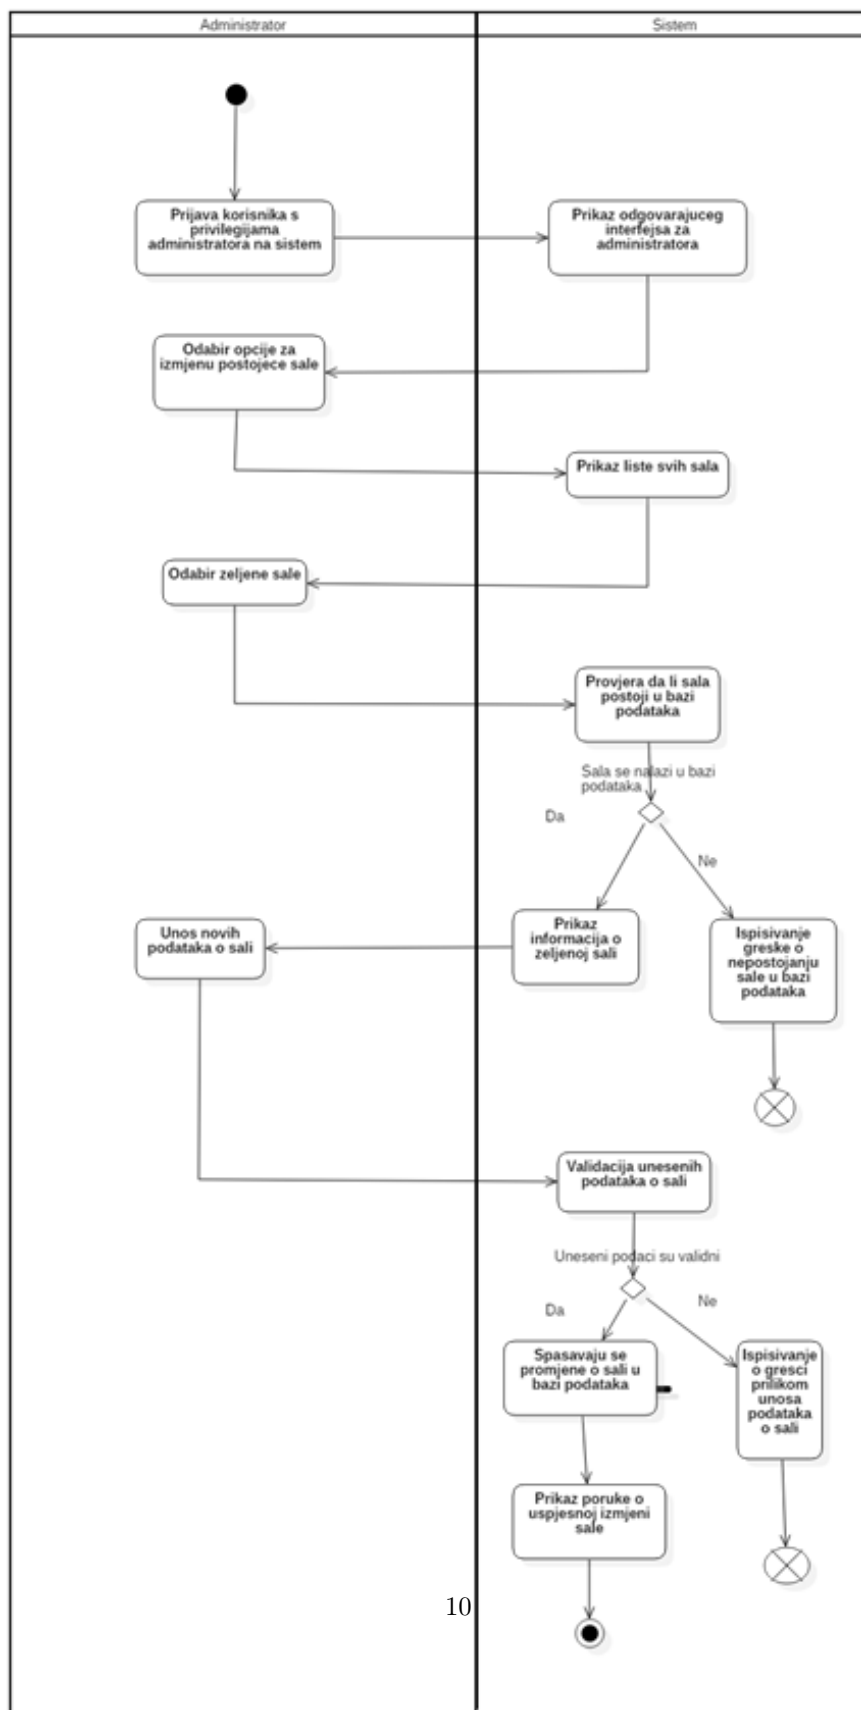 Administrator
Sistem
Prijava korisnika s
privilegijama
administratora na sistem
Prikaz odgovarajuceg
interfejsa za
administratora
Odabir opcije za
izmjenu postojece sale
Prikaz liste svih sala
Odabir zeljene sale
Provjera da li sala
postoji u bazi
podataka
Sala se nalazi u bazi
podataka
Da
Ne
Unos novih
podataka o sali
Prikaz
informacija o
zeljenoj sali
Ispisivanje
greske o
nepostojanju
sale u bazi
podataka
Validacija unesenih
podataka o sali
Uneseni podaci su validni
Da
Ne
Spasavaju se
promjene o sali u
bazi podataka
Ispisivanje
o gresci
prilikom
unosa
podataka
o sali
Prikaz poruke o
uspjesnoj izmjeni
sale
10